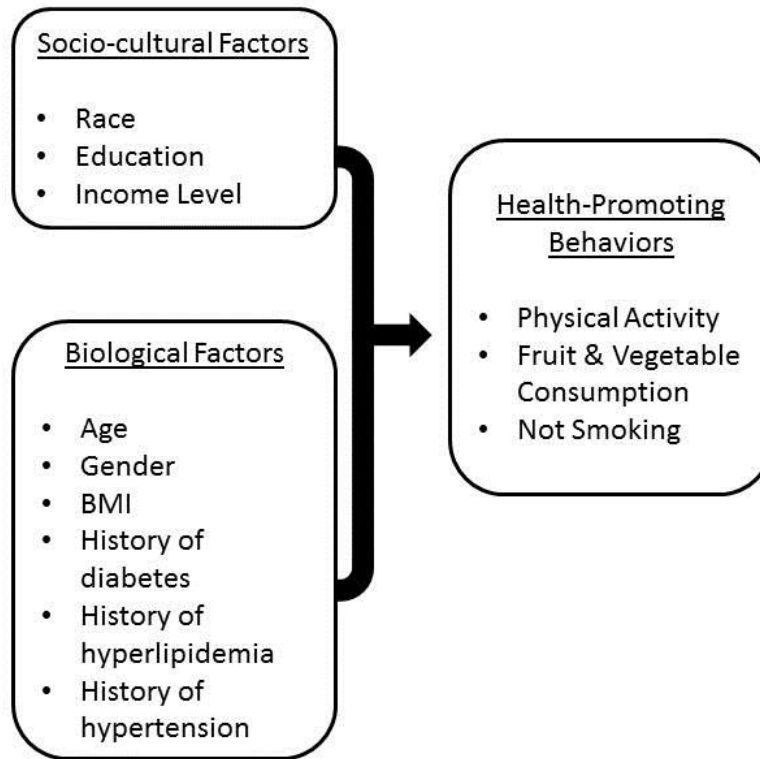 Socio-cultural Factors
• Race
• Education
• Income Level
Biological Factors
• Age
• Gender
• BMI
• History of
diabetes
• History of
hyperlipidemia
• History of
hypertension
Health-Promoting
Behaviors
• Physical Activity
• Fruit & Vegetable
Consumption
• Not Smoking